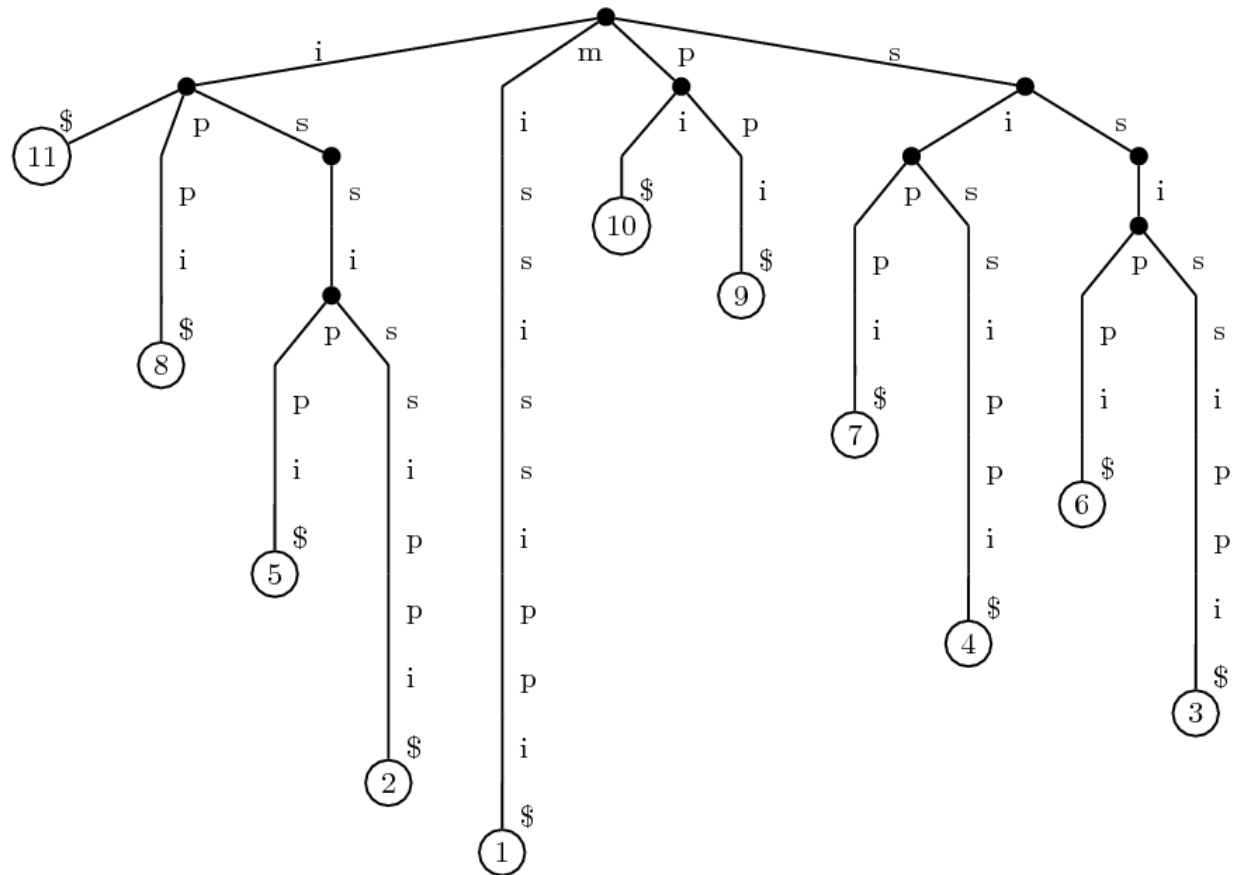 i m p s
$ p s i i p i s
11 s s $ i p s i
p i s 10 $ p s p s
i i s 9 p s p s
$ p s i i i p s
8 p s s $ p i i
i i s 7 p $ p
$ p i i 6 p
5 p p $ i
i p 4 $
$ i 3
2 $
1